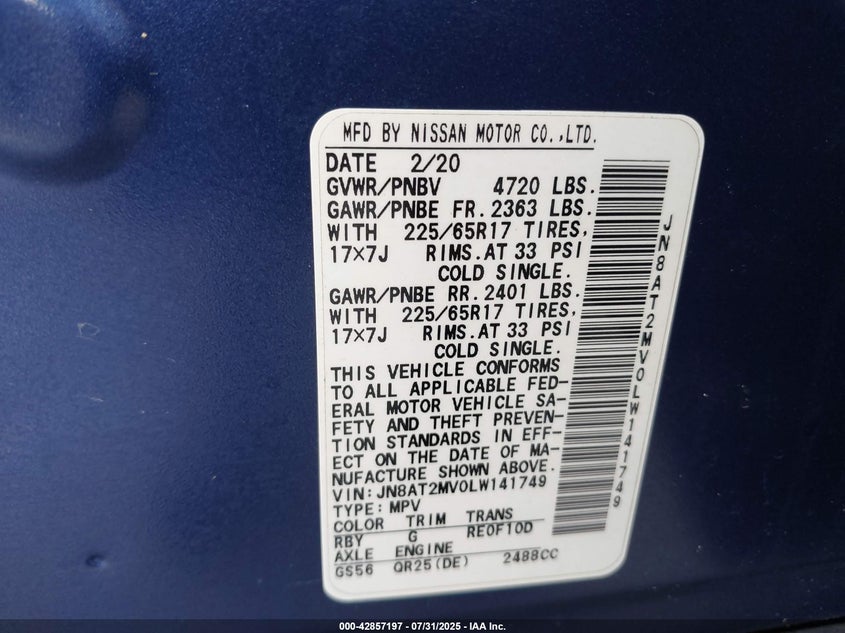 MFD BY NISSAN MOTOR CO.,LTD.
DATE 2/20
GVWR/PNBV 4720 LBS.
GAWR/PNBE FR. 2363 LBS.
WITH 225/65R17 TIRES,
17×7J RIMS. AT 33 PSI
COLD SINGLE.
GAWR/PNBE RR. 2401 LBS.
WITH 225/65R17 TIRES,
17×7J RIMS. AT 33 PSI
COLD SINGLE.
THIS VEHICLE CONFORMS
TO ALL APPLICABLE FED-
ERAL MOTOR VEHICLE SA-
FETY AND THEFT PREVEN-
TION STANDARDS IN EFF-
ECT ON THE DATE OF MA-
NUFACTURE SHOWN ABOVE.
VIN: JN8AT2MV0LW141749
TYPE: MPV
COLOR TRIM TRANS
RBY G RE0F10D
AXLE ENGINE
GS56 QR25(DE) 2488CC
JN8AT2MV0LW141749
000-42857197 - 07/31/2025 - IAA Inc.